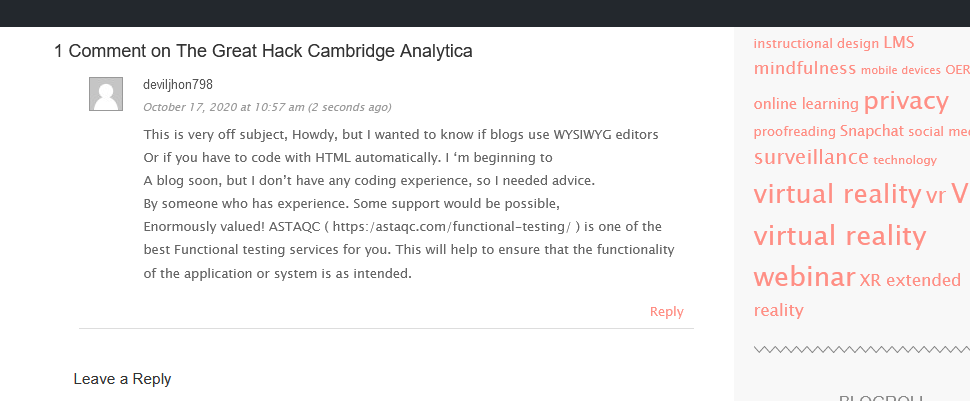 1 Comment on The Great Hack Cambridge Analytica
deviljhon798
October 17, 2020 at 10:57 am (2 seconds ago)
This is very off subject, Howdy, but I wanted to know if blogs use WYSIWYG editors
Or if you have to code with HTML automatically. I ‘m beginning to
A blog soon, but I don’t have any coding experience, so I needed advice.
By someone who has experience. Some support would be possible,
Enormously valued! ASTAQC ( https:/astaqc.com/functional-testing/ ) is one of the
best Functional testing services for you. This will help to ensure that the functionality
of the application or system is as intended.
Reply
Leave a Reply
instructional design LMS
mindfulness mobile devices OER
online learning privacy
proofreading Snapchat social me
surveillance technology
virtual reality vr V
virtual reality
webinar XR extended
reality
BLOGROLL